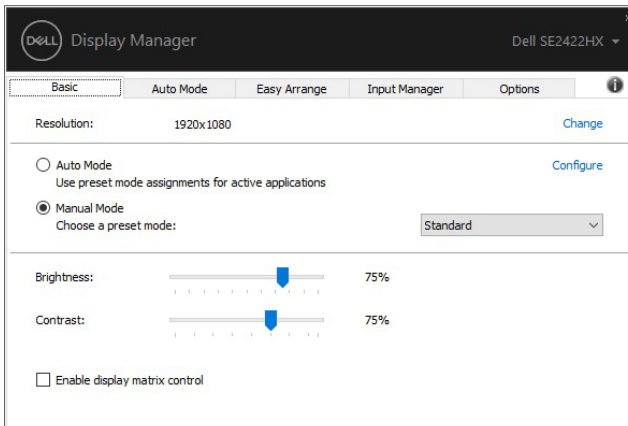 DELL Display Manager Dell SE2422HX
Basic Auto Mode Easy Arrange Input Manager Options
Resolution: 1920x1080 Change
Auto Mode Configure
Use preset mode assignments for active applications
Manual Mode
Choose a preset mode: Standard
Brightness: 75%
Contrast: 75%
Enable display matrix control